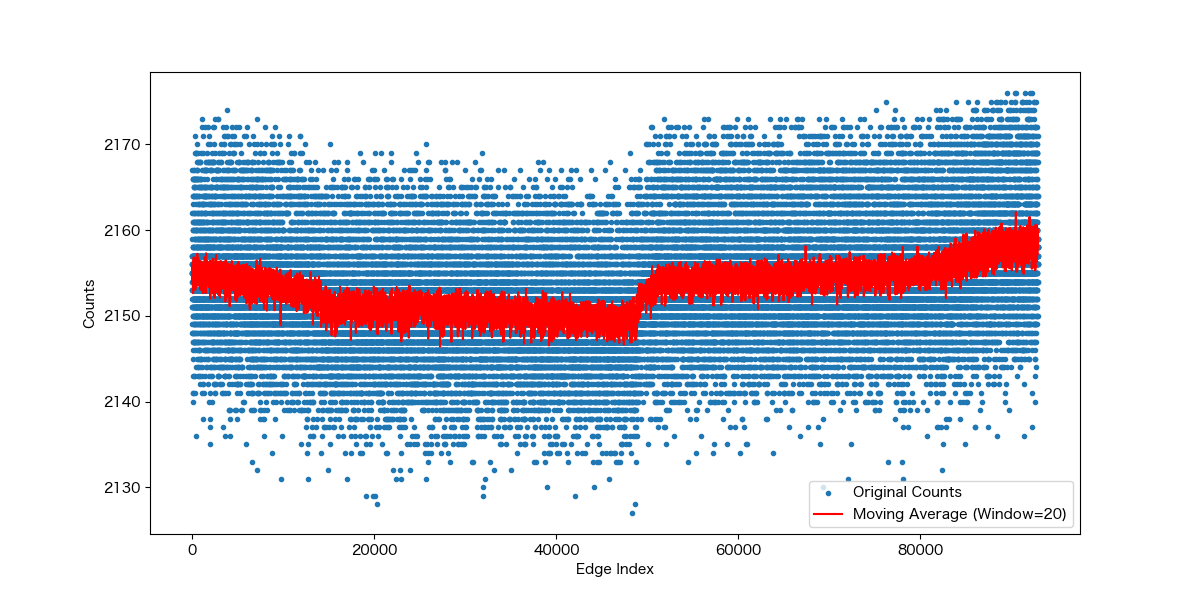 2170
2160
2150
2140
2130
Counts
0
20000
40000
60000
80000
Edge Index
Original Counts
Moving Average (Window=20)